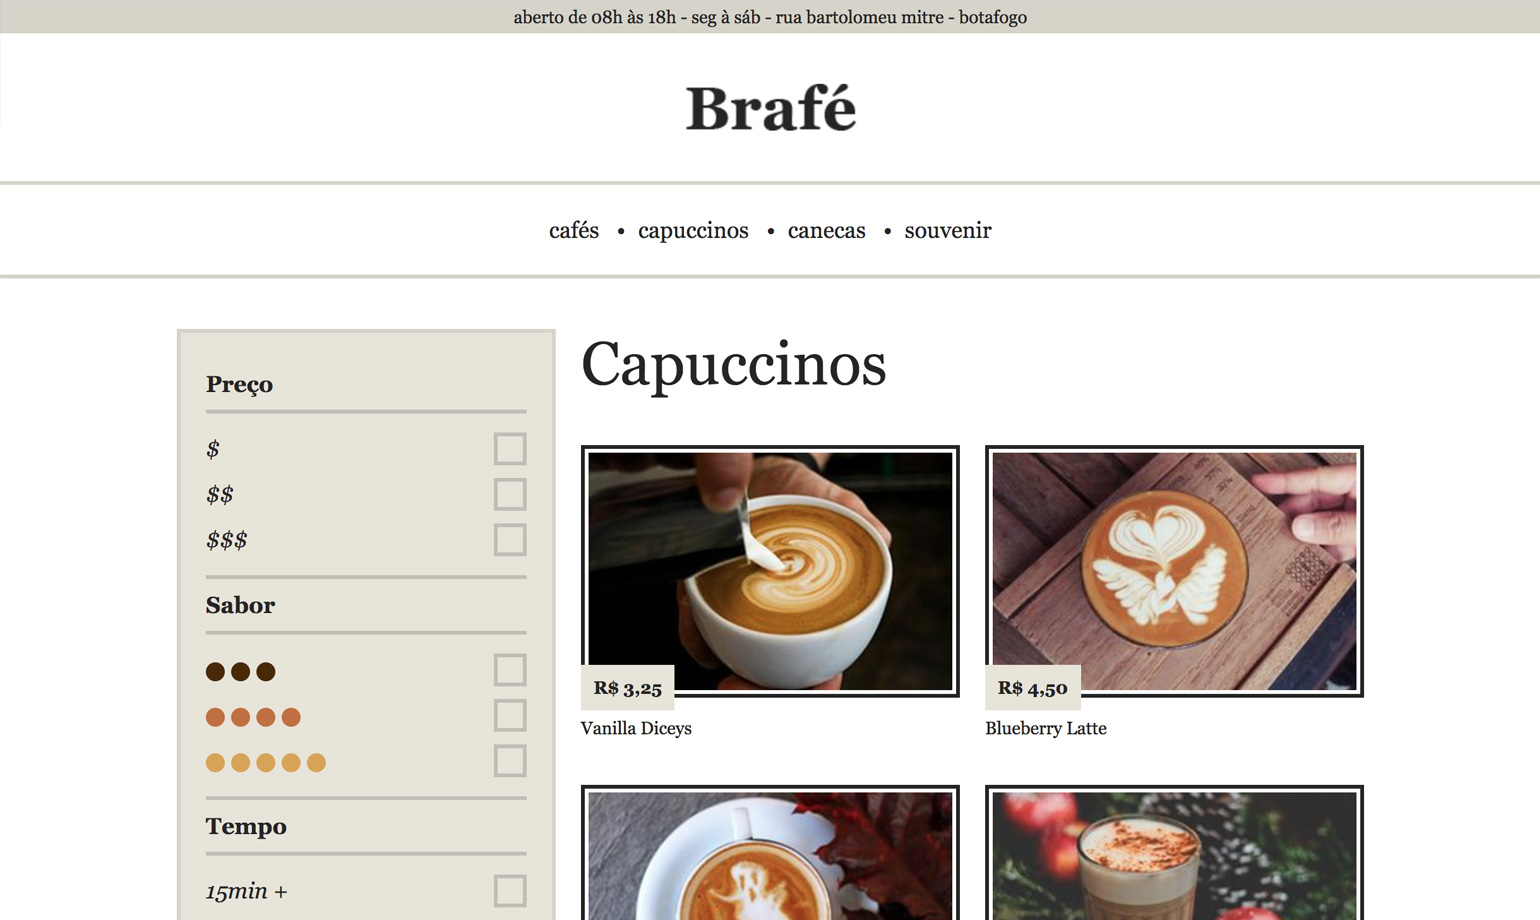 aberto de 08h às 18h - seg à sáb - rua bartolomeu mitre - botafogo
Brafé
cafés • capuccinos • canecas • souvenir
Preço
$
$$
$$$
Sabor
Tempo
15min +
Capuccinos
R$ 3,25
Vanilla Diceys
R$ 4,50
Blueberry Latte